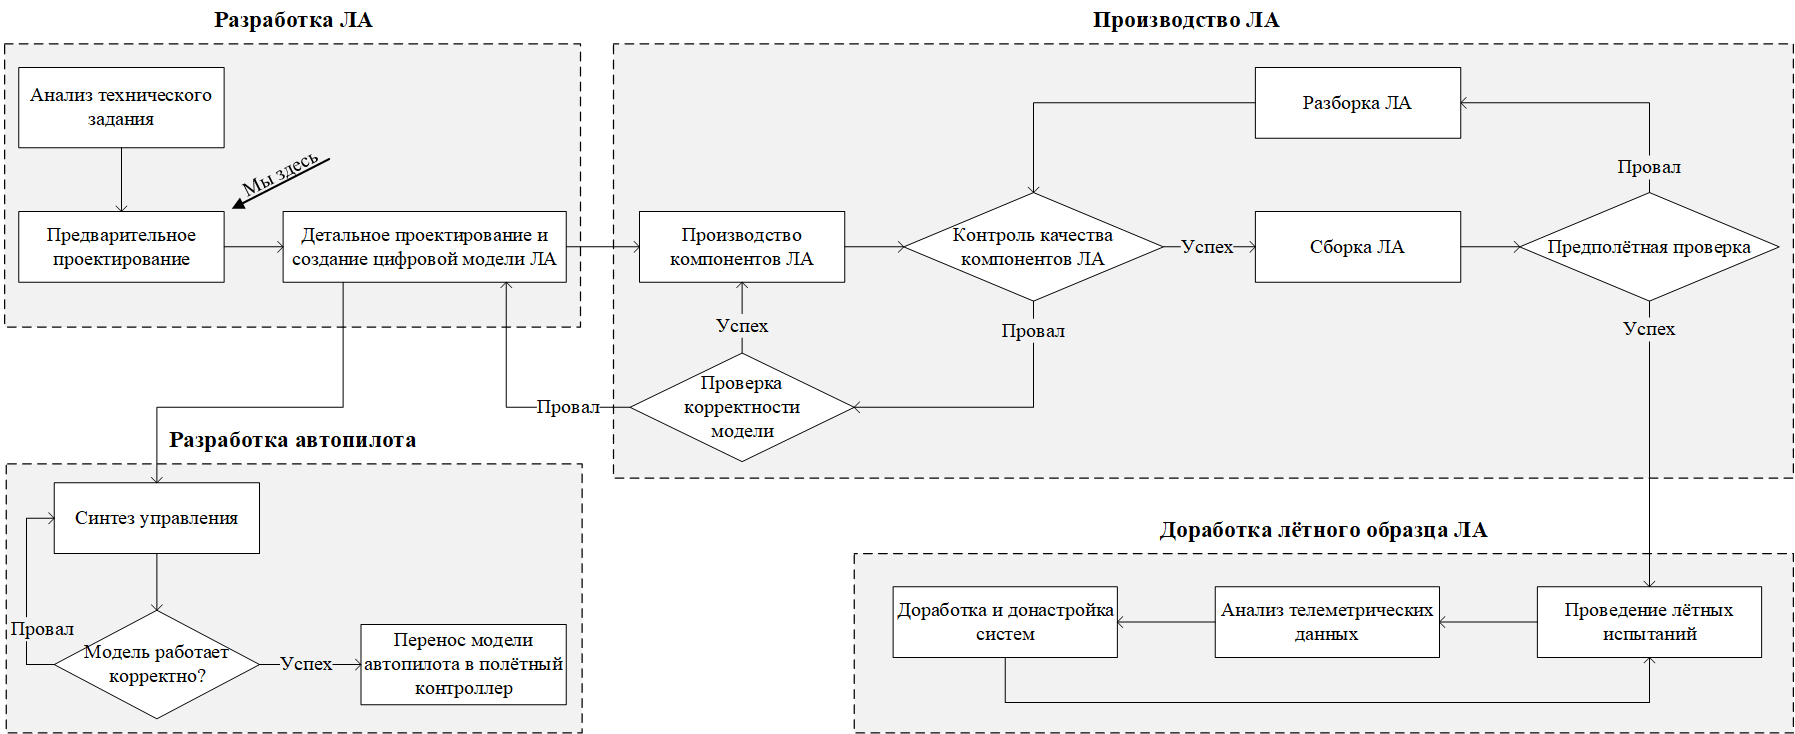 Разработка ЛА
Анализ технического
задания
Мы здесь
Предварительное
проектирование
Детальное проектирование и
создание цифровой модели ЛА
Производство ЛА
Разборка ЛА
Провал
Производство
компонентов ЛА
Контроль качества
компонентов ЛА
Успех
Сборка ЛА
Предполётная проверка
Успех
Провал
Успех
Проверка
корректности
модели
Провал
Разработка автопилота
Синтез управления
Провал
Модель работает
корректно?
Успех
Перенос модели
автопилота в полётный
контроллер
Доработка лётного образца ЛА
Доработка и донастройка
систем
Анализ телеметрических
данных
Проведение лётных
испытаний